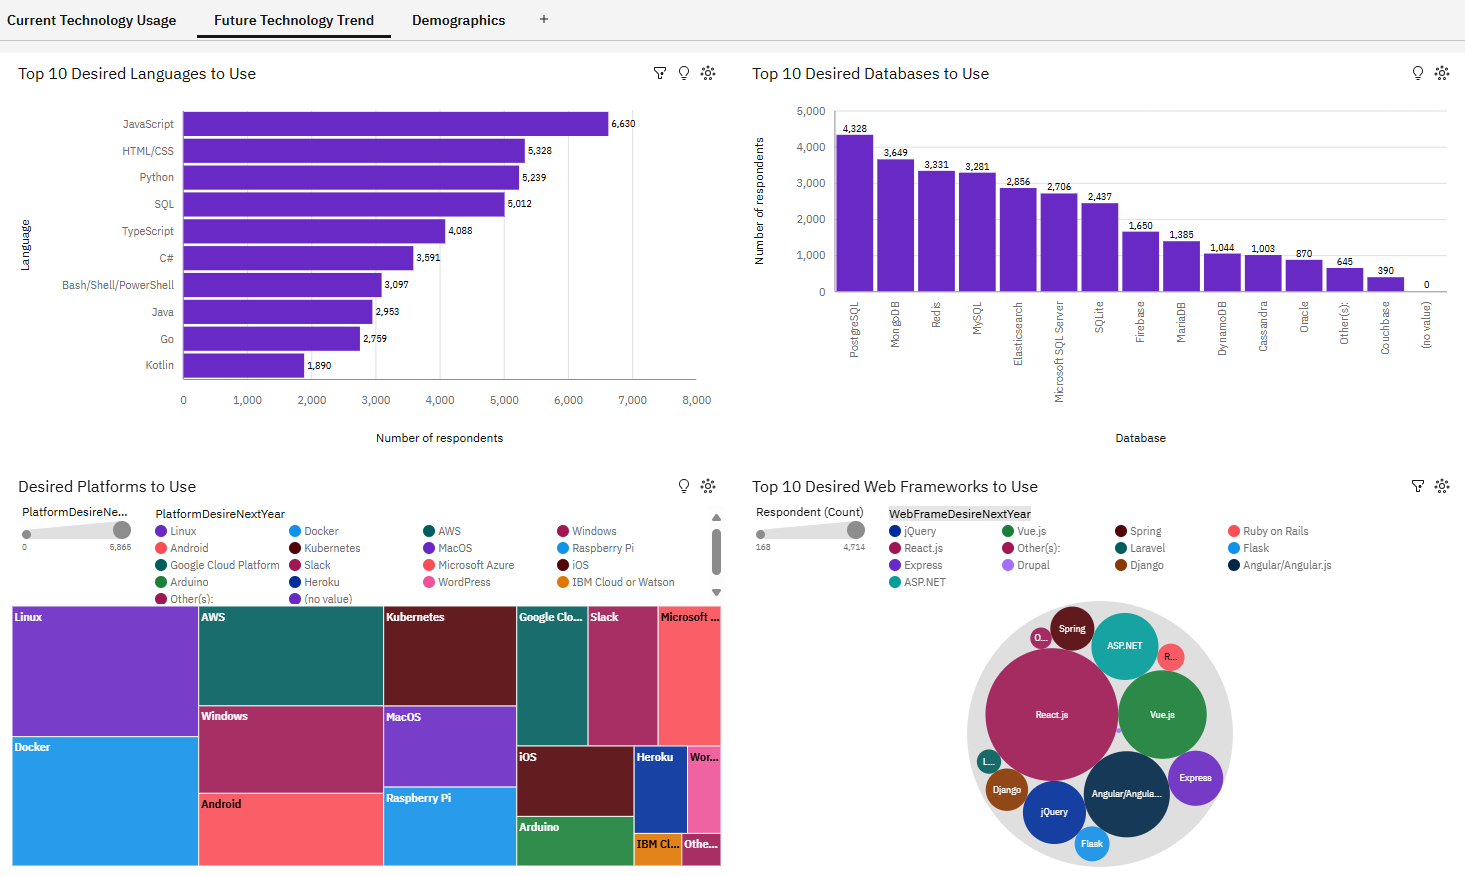 Current Technology Usage Future Technology Trend Demographics +
Top 10 Desired Languages to Use
Language
JavaScript 6,630
HTML/CSS 5,328
Python 5,239
SQL 5,012
TypeScript 4,088
C# 3,591
Bash/Shell/PowerShell 3,097
Java 2,953
Go 2,759
Kotlin 1,890
0 1,000 2,000 3,000 4,000 5,000 6,000 7,000 8,000
Number of respondents
Top 10 Desired Databases to Use
Number of respondents
5,000
4,000
3,000
2,000
1,000
0
4,328 3,649 3,331 3,281 2,856 2,706 2,437 1,650 1,385 1,044 1,003 870 645 390 0
PostgreSQL MongoDB Redis MySQL Elasticsearch Microsoft SQL Server SQLite Firebase MariaDB DynamoDB Cassandra Oracle Other(s): Couchbase (no value)
Database
Desired Platforms to Use
PlatformDesireNe...
0 5,865
PlatformDesireNextYear
Linux Docker AWS Windows
Android Kubernetes MacOS Raspberry Pi
Google Cloud Platform Slack Microsoft Azure iOS
Arduino Heroku WordPress IBM Cloud or Watson
Other(s): (no value)
Linux AWS Kubernetes Google Clo... Slack Microsoft ...
Windows MacOS
Docker iOS Heroku Wor...
Android Raspberry Pi
Arduino IBM Cl... Othe...
Top 10 Desired Web Frameworks to Use
Respondent (Count)
168 4,714
WebFrameDesireNextYear
jQuery Vue.js Spring Ruby on Rails
React.js Other(s): Laravel Flask
Express Drupal Django Angular/Angular.js
ASP.NET
O... Spring ASP.NET R...
React.js Vue.js
L... Django Express
jQuery Angular/Angula...
Flask